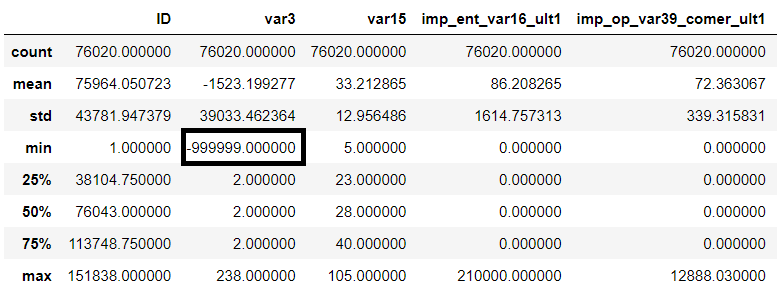 ID var3 var15 imp_ent_var16_ult1 imp_op_var39_comer_ult1
count 76020.000000 76020.000000 76020.000000 76020.000000 76020.000000
mean 75964.050723 -1523.199277 33.212865 86.208265 72.363067
std 43781.947379 39033.462364 12.956486 1614.757313 339.315831
min 1.000000 -999999.000000 5.000000 0.000000 0.000000
25% 38104.750000 2.000000 23.000000 0.000000 0.000000
50% 76043.000000 2.000000 28.000000 0.000000 0.000000
75% 113748.750000 2.000000 40.000000 0.000000 0.000000
max 151838.000000 238.000000 105.000000 210000.000000 12888.030000